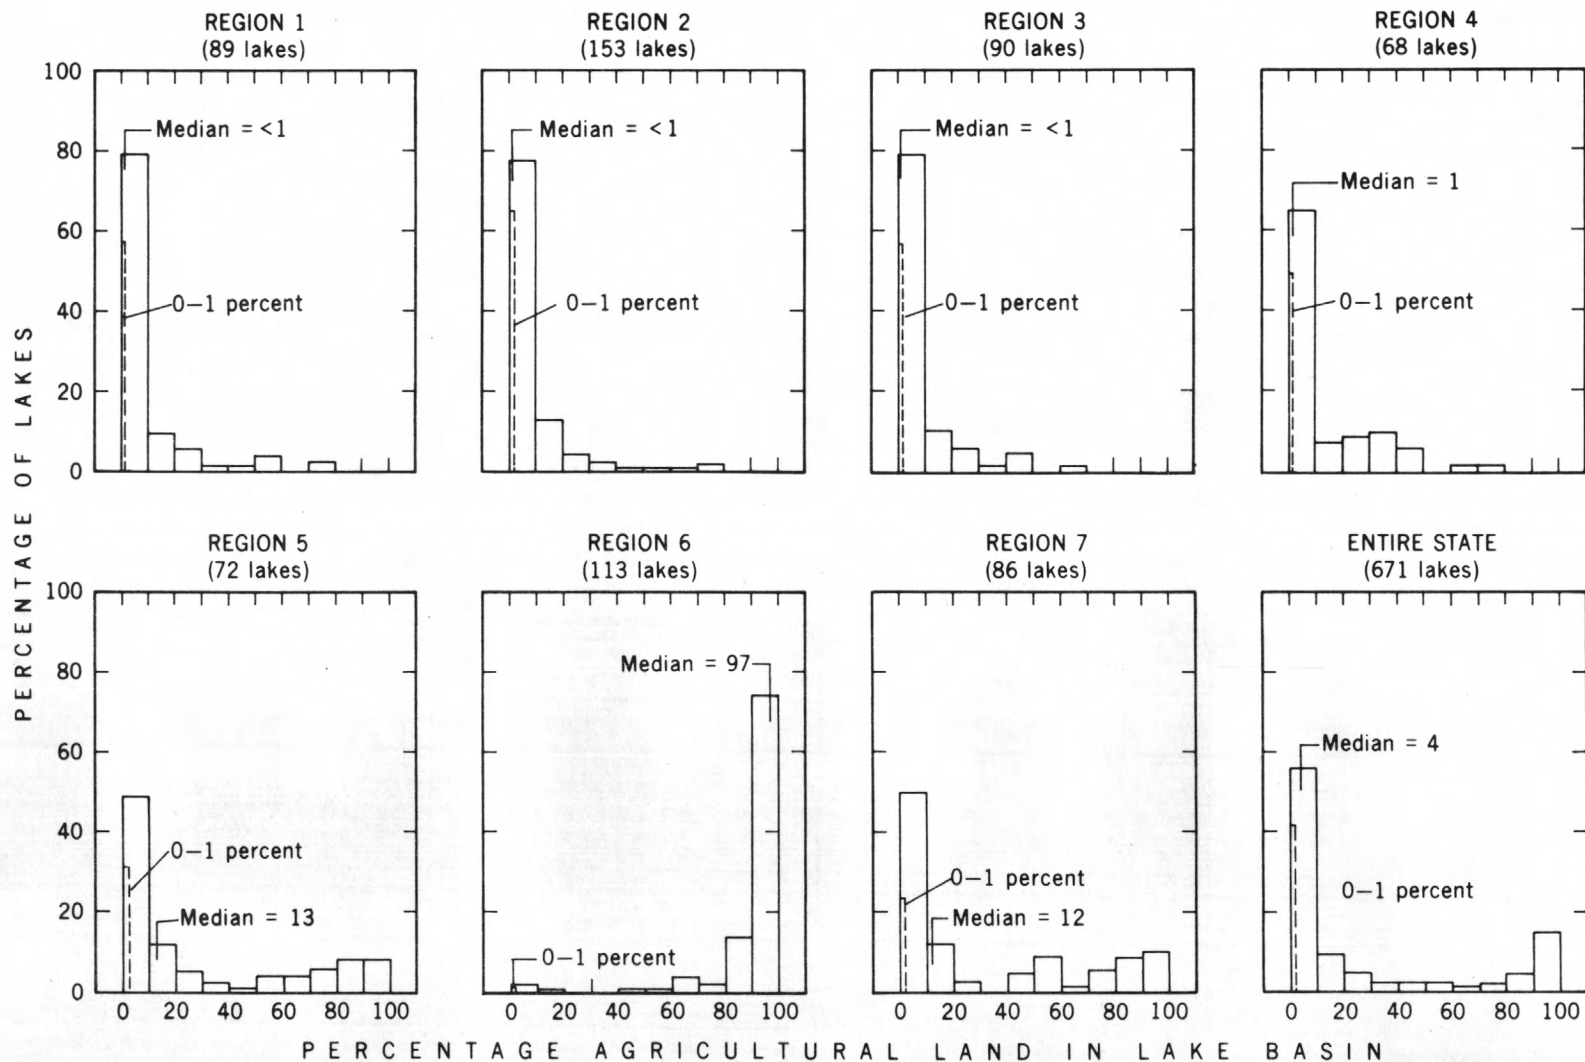 REGION 1
(89 lakes)
REGION 2
(153 lakes)
REGION 3
(90 lakes)
REGION 4
(68 lakes)
100
80
60
40
20
0
Median = <1
0–1 percent
Median = <1
0–1 percent
Median = <1
0–1 percent
Median = 1
0–1 percent
PERCENTAGE OF LAKES
REGION 5
(72 lakes)
REGION 6
(113 lakes)
REGION 7
(86 lakes)
ENTIRE STATE
(671 lakes)
100
80
60
40
20
0
0–1 percent
Median = 13
Median = 97
0–1 percent
0–1 percent
Median = 12
Median = 4
0–1 percent
0 20 40 60 80 100
0 20 40 60 80 100
0 20 40 60 80 100
0 20 40 60 80 100
PERCENTAGE AGRICULTURAL LAND IN LAKE BASIN